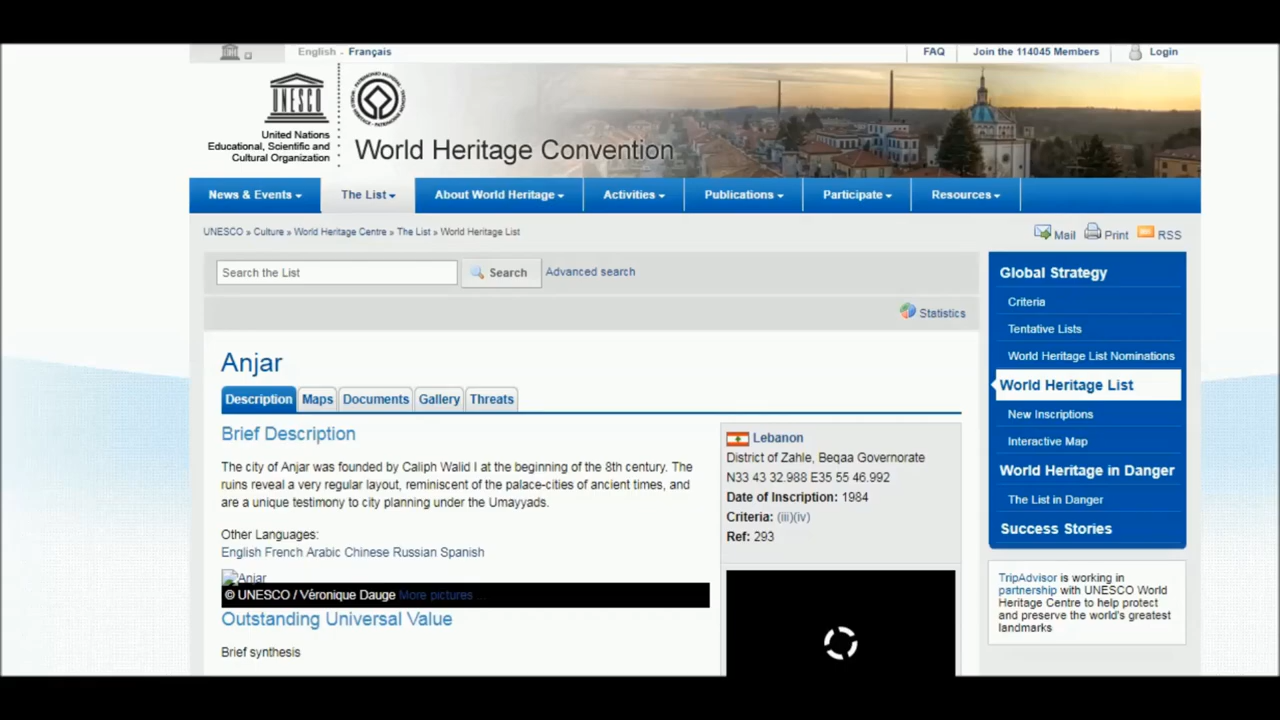 English - Français
FAQ
Join the 114045 Members
Login
UNESCO
United Nations
Educational, Scientific and
Cultural Organization
World Heritage Convention
News & Events
The List
About World Heritage
Activities
Publications
Participate
Resources
UNESCO » Culture » World Heritage Centre » The List » World Heritage List
Mail Print RSS
Search the List
Search
Advanced search
Statistics
Anjar
Description
Maps
Documents
Gallery
Threats
Brief Description
The city of Anjar was founded by Caliph Walid I at the beginning of the 8th century. The
ruins reveal a very regular layout, reminiscent of the palace-cities of ancient times, and
are a unique testimony to city planning under the Umayyads.
Other Languages:
English French Arabic Chinese Russian Spanish
Anjar
© UNESCO / Véronique Dauge More pictures ...
Outstanding Universal Value
Brief synthesis
Lebanon
District of Zahle, Beqaa Governorate
N33 43 32.988 E35 55 46.992
Date of Inscription: 1984
Criteria: (iii)(iv)
Ref: 293
Global Strategy
Criteria
Tentative Lists
World Heritage List Nominations
World Heritage List
New Inscriptions
Interactive Map
World Heritage in Danger
The List in Danger
Success Stories
TripAdvisor is working in
partnership with UNESCO World
Heritage Centre to help protect
and preserve the world's greatest
landmarks